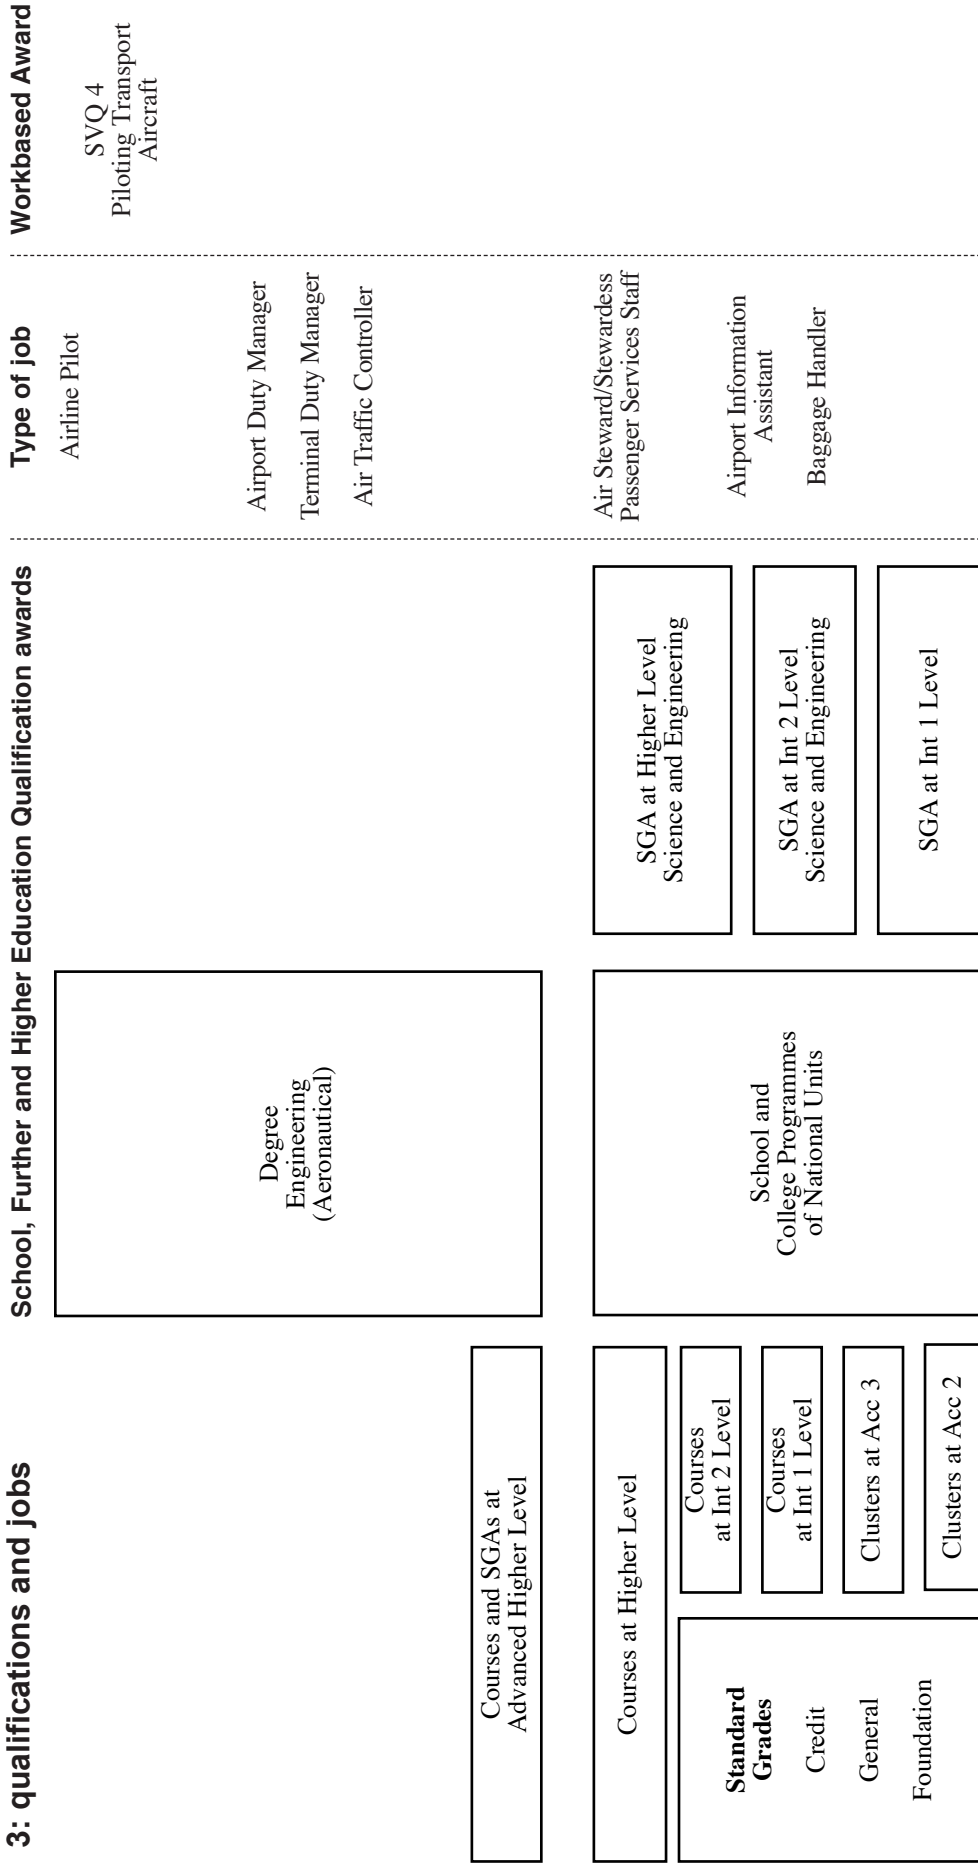 3: qualifications and jobs
School, Further and Higher Education Qualification awards
Type of job
Workbased Award
Degree
Engineering
(Aeronautical)
Airline Pilot
SVQ 4
Piloting Transport
Aircraft
Airport Duty Manager
Terminal Duty Manager
Air Traffic Controller
Courses and SGAs at
Advanced Higher Level
Courses at Higher Level
Standard
Grades
Credit
General
Foundation
Courses
at Int 2 Level
Courses
at Int 1 Level
Clusters at Acc 3
Clusters at Acc 2
School and
College Programmes
of National Units
SGA at Higher Level
Science and Engineering
SGA at Int 2 Level
Science and Engineering
SGA at Int 1 Level
Air Steward/Stewardess
Passenger Services Staff
Airport Information
Assistant
Baggage Handler